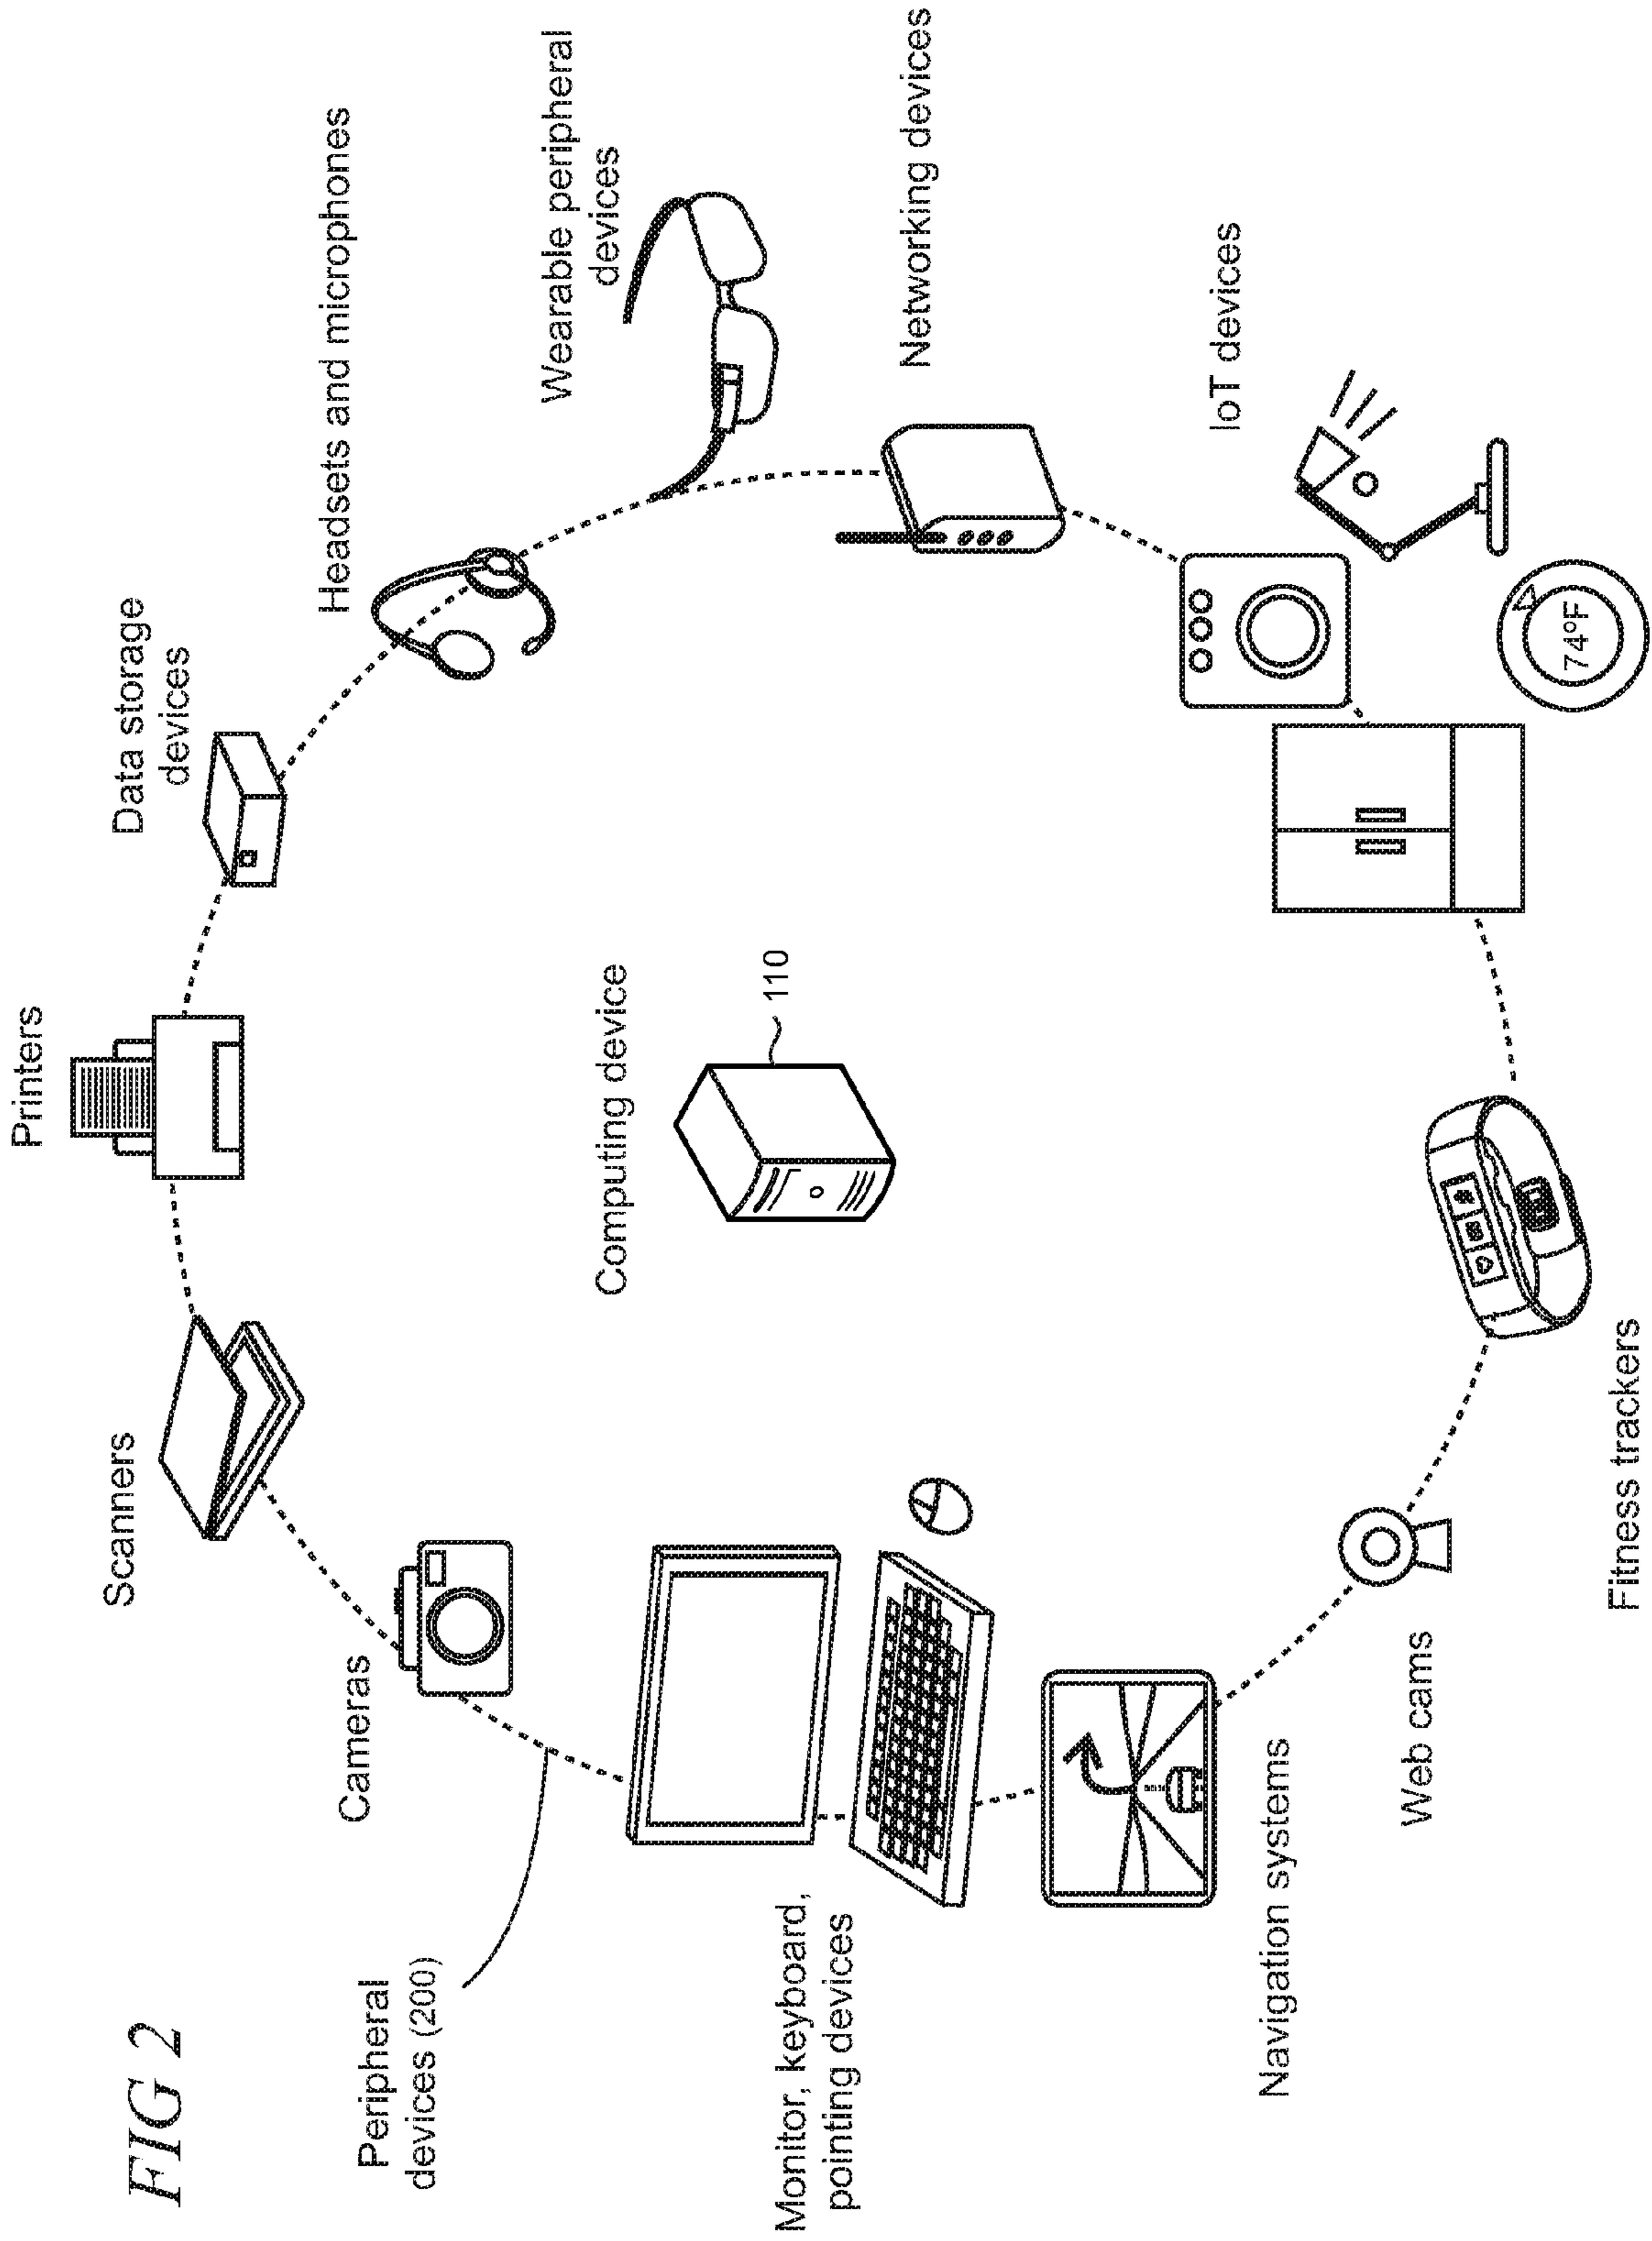 FIG 2
Printers
Scanners
Data storage
devices
Cameras
Headsets and microphones
Peripheral
devices (200)
Computing device
110
Wearable peripheral
devices
Monitor, keyboard,
pointing devices
Networking devices
Navigation systems
IoT devices
74°F
Web cams
Fitness trackers